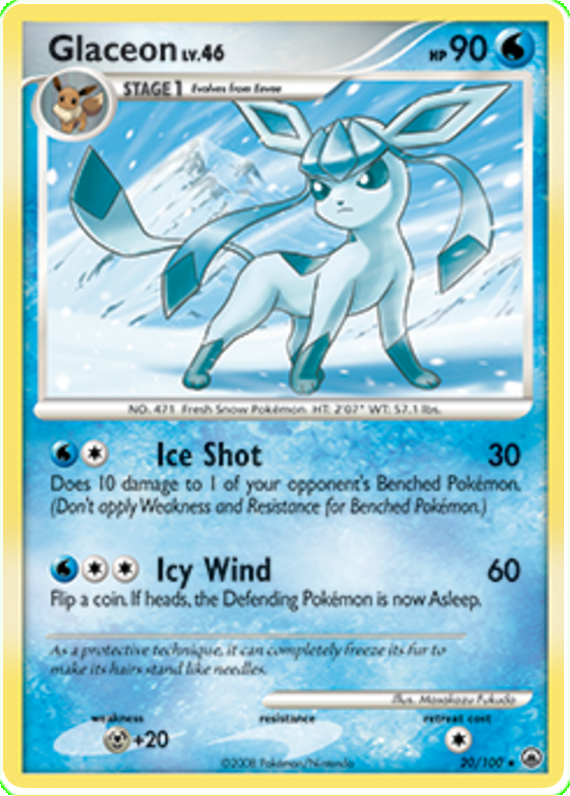 Glaceon LV.46 HP 90
STAGE 1 Evolves from Eevee
NO. 471 Fresh Snow Pokémon HT: 2'07" WT: 57.1 lbs.
Ice Shot 30
Does 10 damage to 1 of your opponent's Benched Pokémon.
(Don't apply Weakness and Resistance for Benched Pokémon.)
Icy Wind 60
Flip a coin. If heads, the Defending Pokémon is now Asleep.
As a protective technique, it can completely freeze its fur to
make its hairs stand like needles.
Illus. Masakazu Fukuda
weakness resistance retreat cost
+20
©2008 Pokémon/Nintendo 20/100